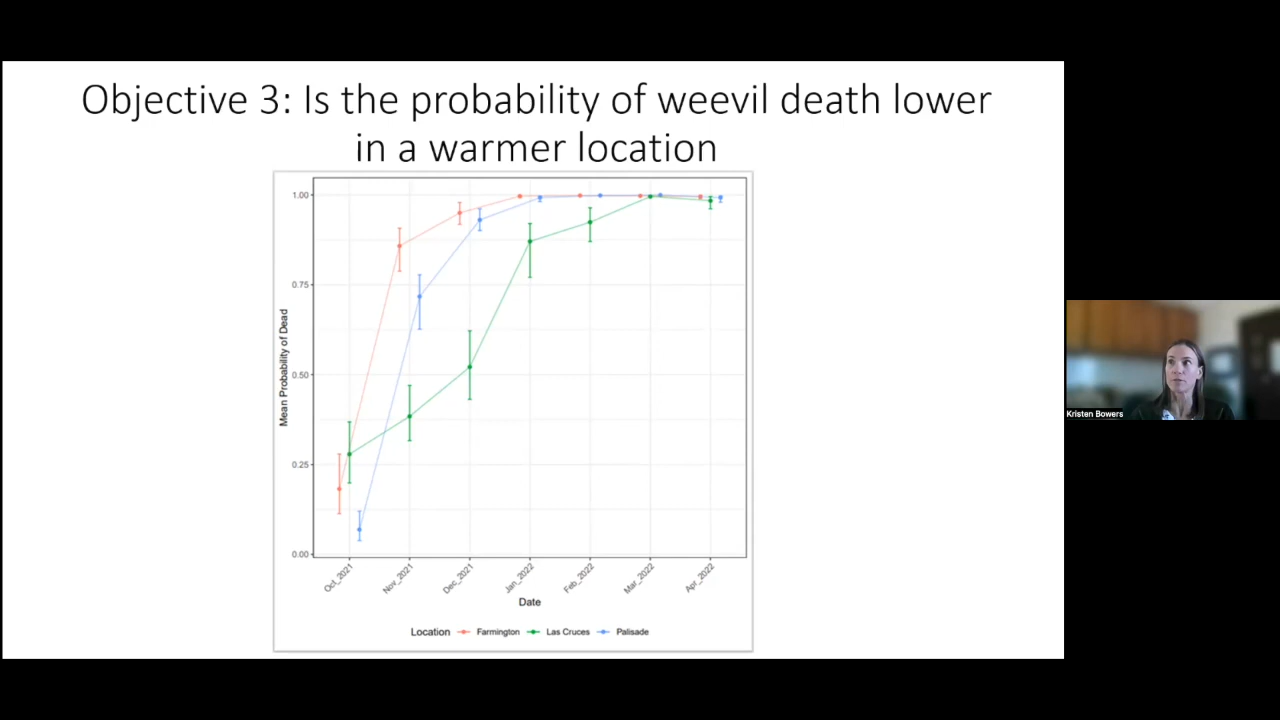 Objective 3: Is the probability of weevil death lower
in a warmer location
1.00
0.75
0.50
0.25
0.00
Mean Probability of Dead
Oct_2021
Nov_2021
Dec_2021
Jan_2022
Feb_2022
Mar_2022
Apr_2022
Date
Location Farmington Las Cruces Palisade
Kristen Bowers